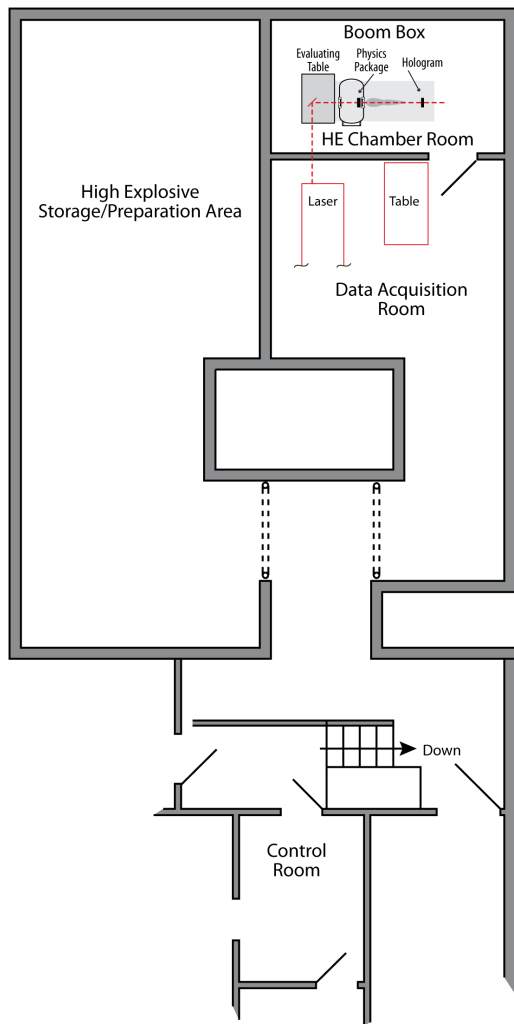 Boom Box
Evaluating
Table
Physics
Package
Hologram
HE Chamber Room
High Explosive
Storage/Preparation Area
Laser
Table
Data Acquisition
Room
Down
Control
Room